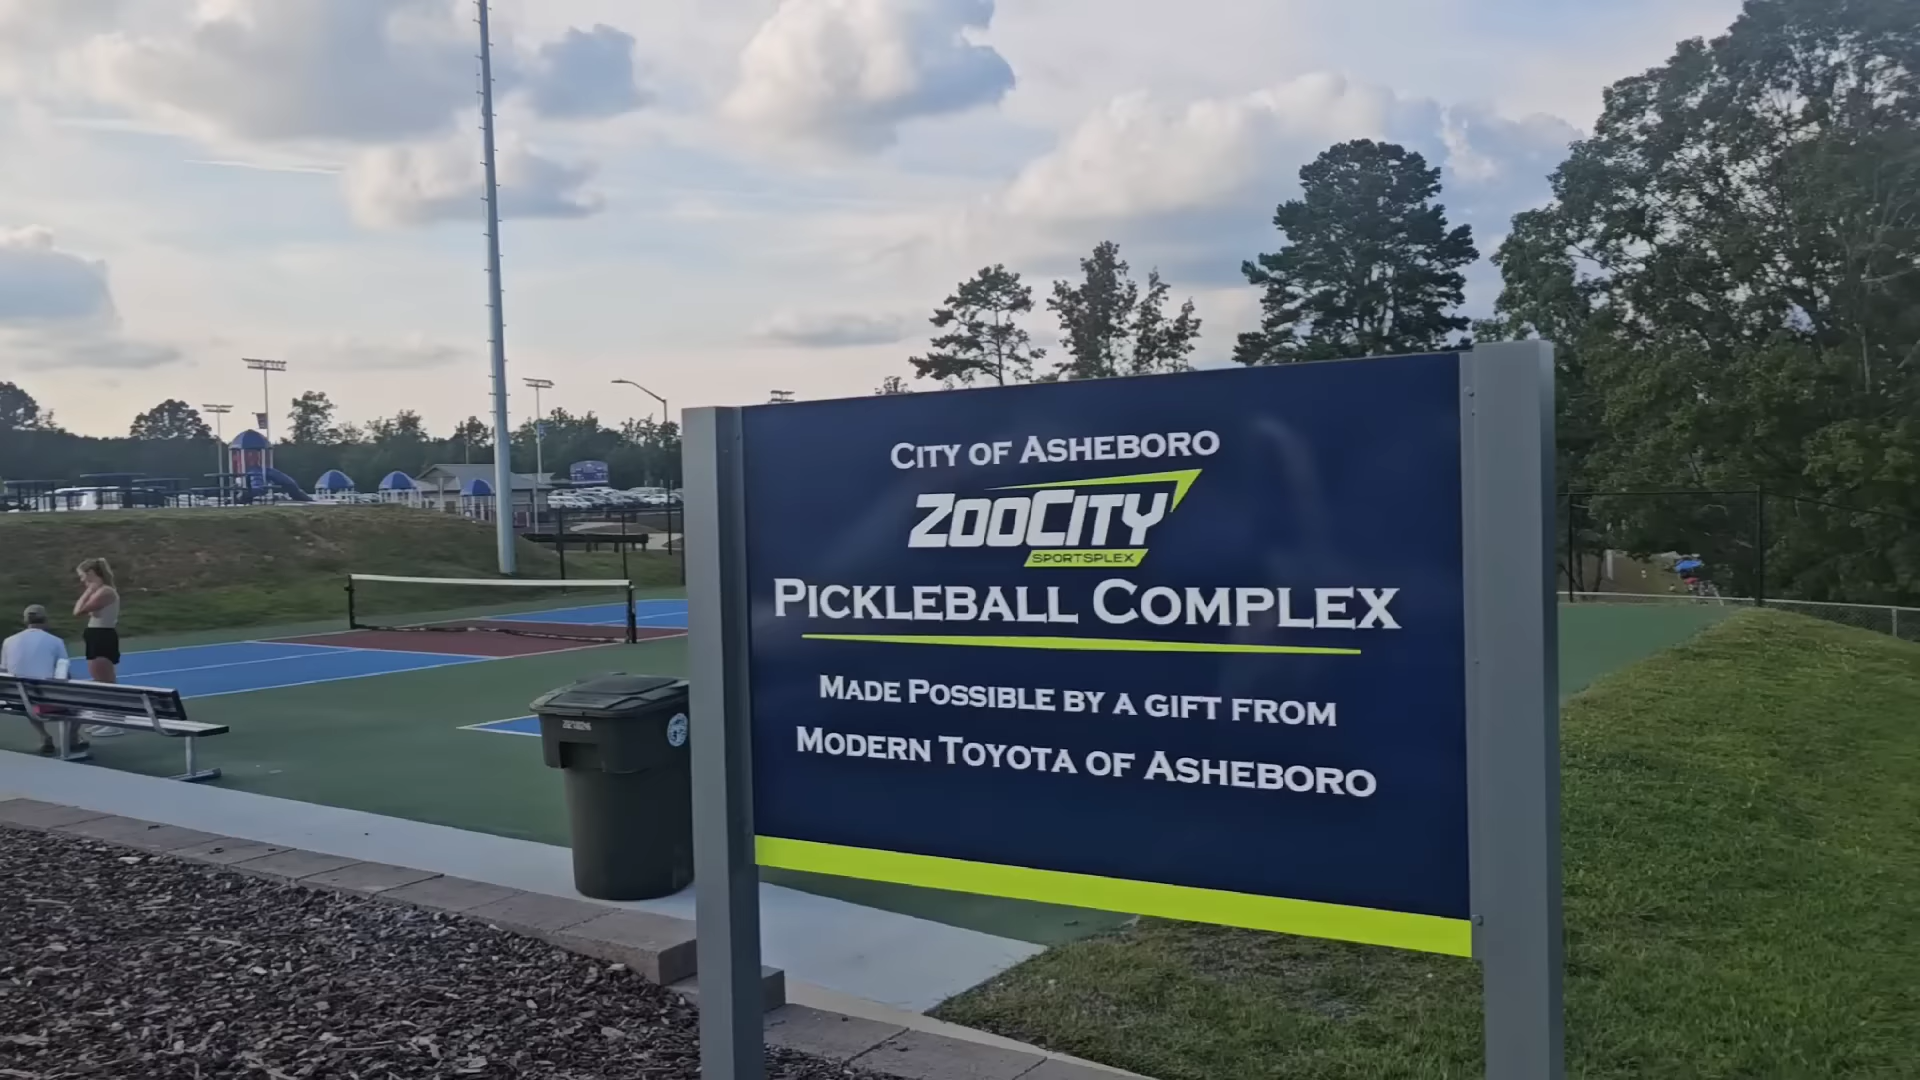 City of Asheboro
ZOOCITY
SPORTSPLEX
Pickleball Complex
Made Possible by a gift from
Modern Toyota of Asheboro